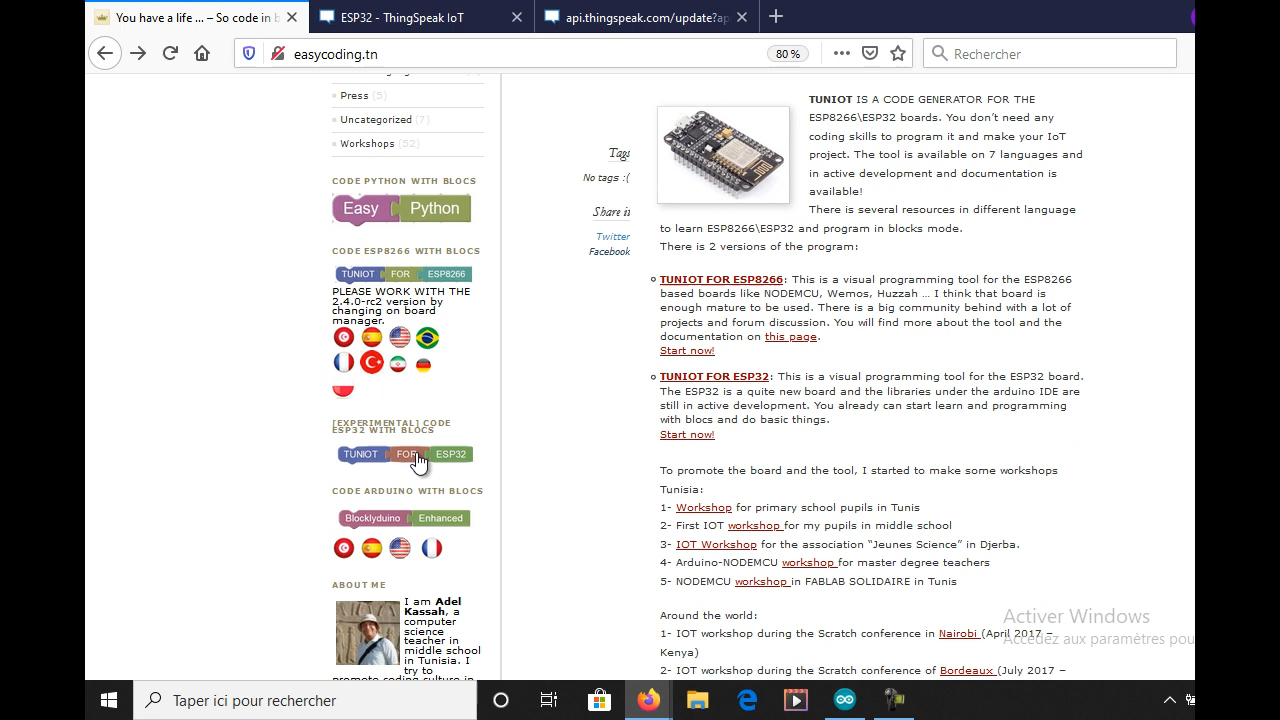 You have a life ... – So code in b
ESP32 - ThingSpeak IoT
api.thingspeak.com/update?ap
easycoding.tn
80 %
Rechercher
Press (5)
Uncategorized (7)
Workshops (52)
CODE PYTHON WITH BLOCS
Easy Python
CODE ESP8266 WITH BLOCS
TUNIOT FOR ESP8266
PLEASE WORK WITH THE
2.4.0-rc2 version by
changing on board
manager.
[EXPERIMENTAL] CODE
ESP32 WITH BLOCS
TUNIOT FOR ESP32
CODE ARDUINO WITH BLOCS
Blocklyduino Enhanced
ABOUT ME
I am Adel
Kassah, a
computer
science
teacher in
middle school
in Tunisia. I
try to
promote coding culture in
Tags
No tags :(
Share it
Twitter
Facebook
TUNIOT IS A CODE GENERATOR FOR THE
ESP8266\ESP32 boards. You don't need any
coding skills to program it and make your IoT
project. The tool is available on 7 languages and
in active development and documentation is
available!
There is several resources in different language
to learn ESP8266\ESP32 and program in blocks mode.
There is 2 versions of the program:
TUNIOT FOR ESP8266: This is a visual programming tool for the ESP8266
based boards like NODEMCU, Wemos, Huzzah ... I think that board is
enough mature to be used. There is a big community behind with a lot of
projects and forum discussion. You will find more about the tool and the
documentation on this page.
Start now!
TUNIOT FOR ESP32: This is a visual programming tool for the ESP32 board.
The ESP32 is a quite new board and the libraries under the arduino IDE are
still in active development. You already can start learn and programming
with blocs and do basic things.
Start now!
To promote the board and the tool, I started to make some workshops
Tunisia:
1- Workshop for primary school pupils in Tunis
2- First IOT workshop for my pupils in middle school
3- IOT Workshop for the association “Jeunes Science” in Djerba.
4- Arduino-NODEMCU workshop for master degree teachers
5- NODEMCU workshop in FABLAB SOLIDAIRE in Tunis
Around the world:
1- IOT workshop during the Scratch conference in Nairobi (April 2017 –
Kenya)
2- IOT workshop during the Scratch conference of Bordeaux (July 2017 –
Activer Windows
Accédez aux paramètres pou
Taper ici pour rechercher